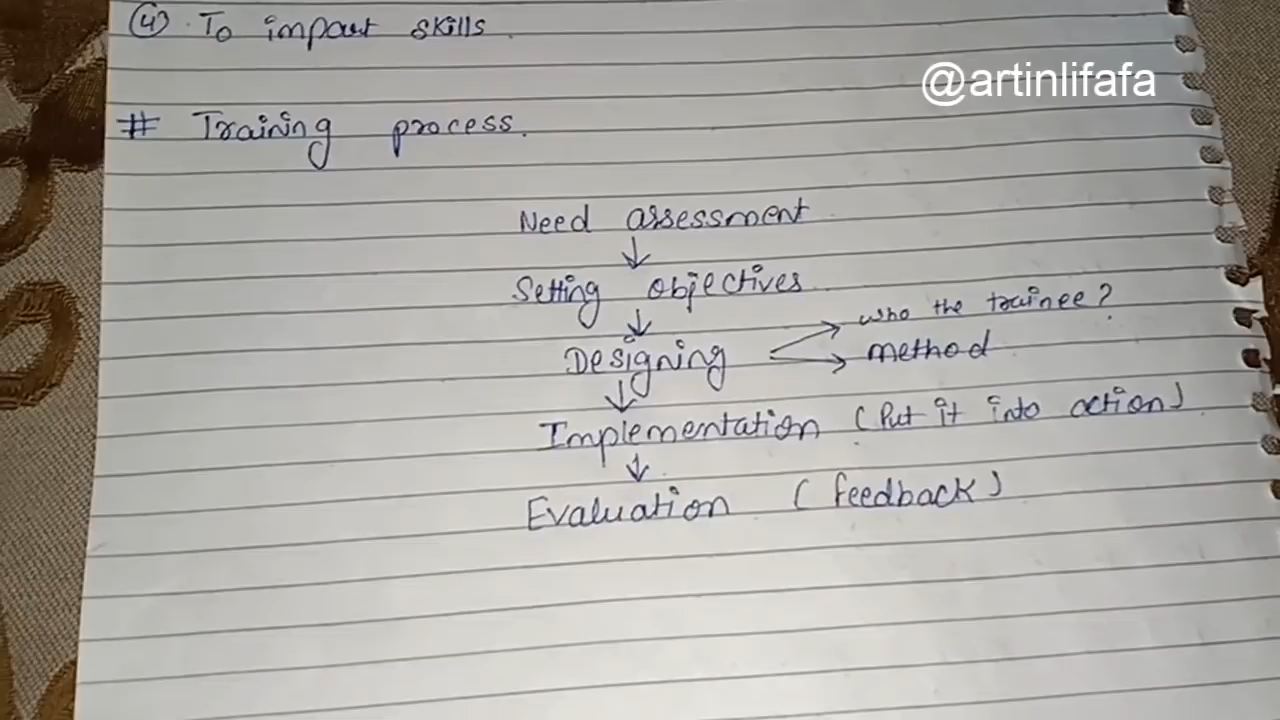 (4). To impart skills.
@artinlifafa
# Training process.
Need assessment
↓
Setting objectives
↓
Designing → who the trainee?
→ method
↓
Implementation (Put it into action)
↓
Evaluation (feedback)